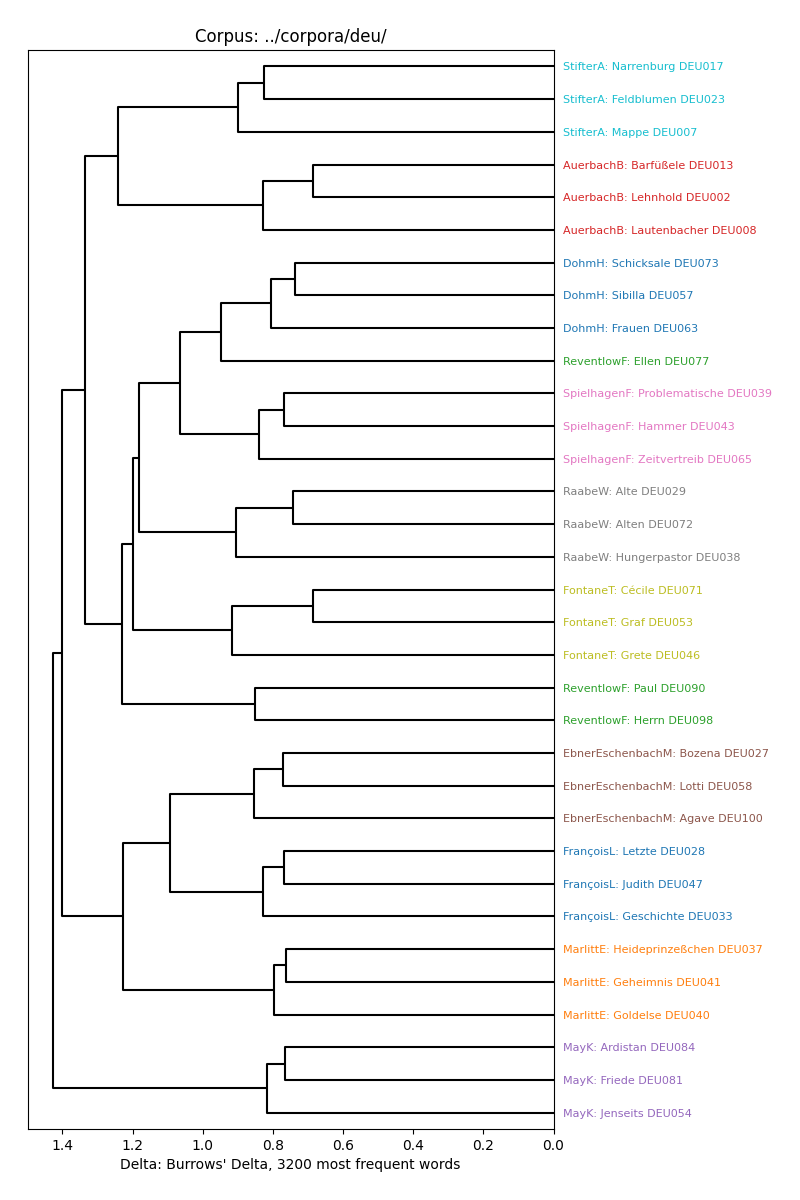 Corpus: ../corpora/deu/
StifterA: Narrenburg DEU017
StifterA: Feldblumen DEU023
StifterA: Mappe DEU007
AuerbachB: Barfüßele DEU013
AuerbachB: Lehnhold DEU002
AuerbachB: Lautenbacher DEU008
DohmH: Schicksale DEU073
DohmH: Sibilla DEU057
DohmH: Frauen DEU063
ReventlowF: Ellen DEU077
SpielhagenF: Problematische DEU039
SpielhagenF: Hammer DEU043
SpielhagenF: Zeitvertreib DEU065
RaabeW: Alte DEU029
RaabeW: Alten DEU072
RaabeW: Hungerpastor DEU038
FontaneT: Cécile DEU071
FontaneT: Graf DEU053
FontaneT: Grete DEU046
ReventlowF: Paul DEU090
ReventlowF: Herrn DEU098
EbnerEschenbachM: Bozena DEU027
EbnerEschenbachM: Lotti DEU058
EbnerEschenbachM: Agave DEU100
FrançoisL: Letzte DEU028
FrançoisL: Judith DEU047
FrançoisL: Geschichte DEU033
MarlittE: Heideprinzeßchen DEU037
MarlittE: Geheimnis DEU041
MarlittE: Goldelse DEU040
MayK: Ardistan DEU084
MayK: Friede DEU081
MayK: Jenseits DEU054
1.4 1.2 1.0 0.8 0.6 0.4 0.2 0.0
Delta: Burrows' Delta, 3200 most frequent words